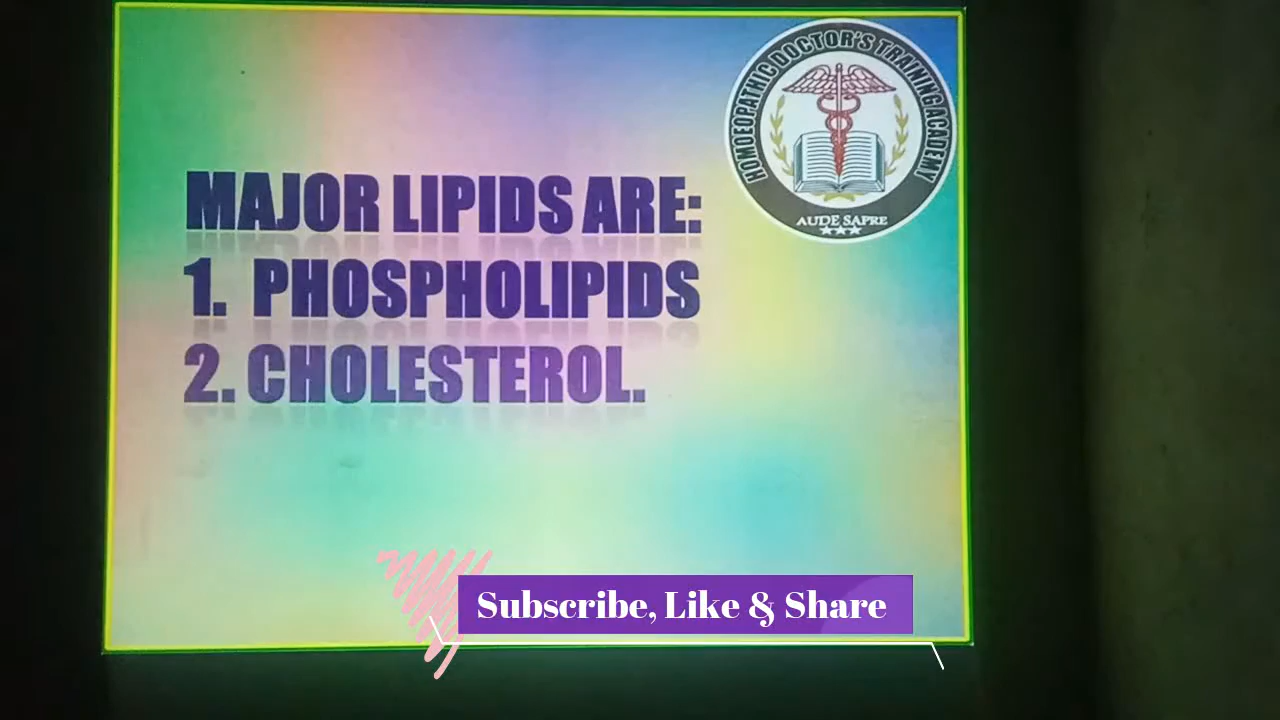 HOMOEOPATHIC DOCTOR'S TRAINING ACADEMY
AUDE SAPRE
MAJOR LIPIDS ARE:
1. PHOSPHOLIPIDS
2. CHOLESTEROL.
Subscribe, Like & Share